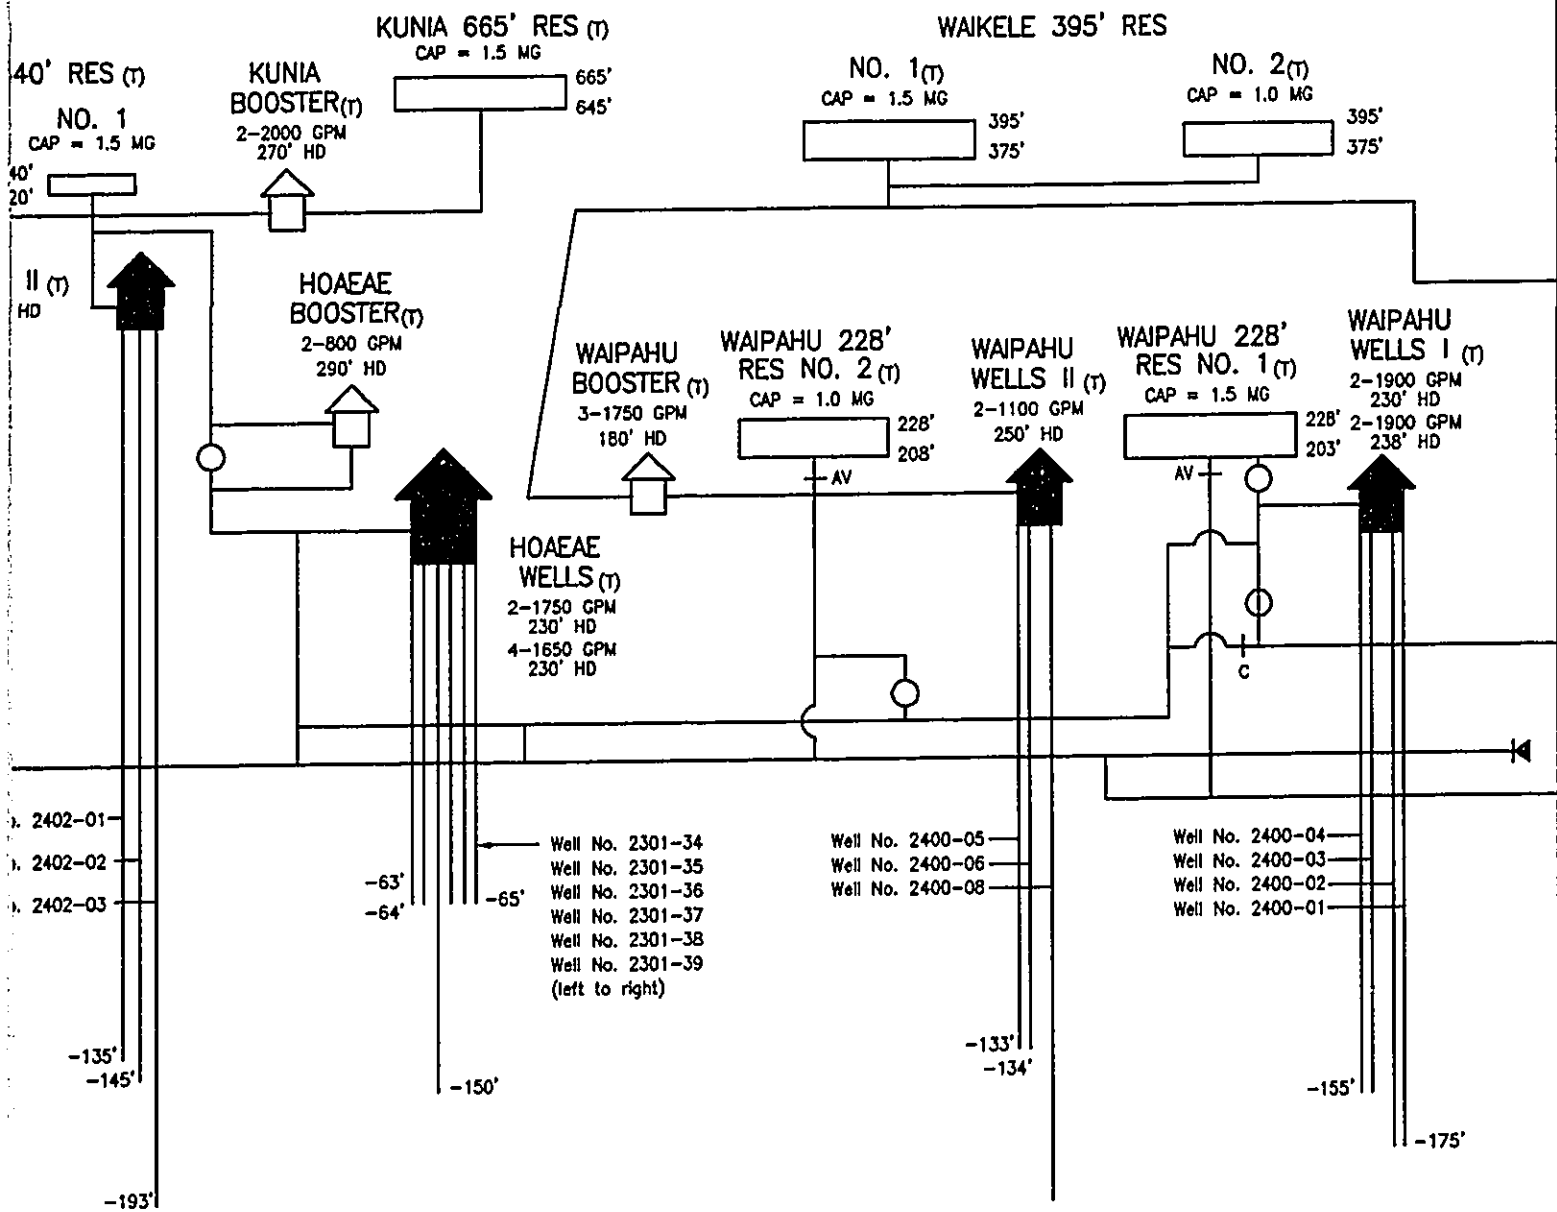 KUNIA 665' RES (T)
CAP = 1.5 MG
665'
645'
WAIKELE 395' RES
NO. 1(T)
CAP = 1.5 MG
395'
375'
NO. 2(T)
CAP = 1.0 MG
395'
375'
40' RES (T)
NO. 1
CAP = 1.5 MG
40'
20'
KUNIA
BOOSTER(T)
2-2000 GPM
270' HD
II (T)
HD
HOAEAE
BOOSTER(T)
2-800 GPM
290' HD
WAIPAHU
BOOSTER (T)
3-1750 GPM
180' HD
WAIPAHU 228'
RES NO. 2 (T)
CAP = 1.0 MG
228'
208'
AV
WAIPAHU
WELLS II (T)
2-1100 GPM
250' HD
WAIPAHU 228'
RES NO. 1 (T)
CAP = 1.5 MG
228'
203'
AV
WAIPAHU
WELLS I (T)
2-1900 GPM
230' HD
2-1900 GPM
238' HD
HOAEAE
WELLS (T)
2-1750 GPM
230' HD
4-1650 GPM
230' HD
C
. 2402-01
. 2402-02
. 2402-03
-63'
-64'
-65'
Well No. 2301-34
Well No. 2301-35
Well No. 2301-36
Well No. 2301-37
Well No. 2301-38
Well No. 2301-39
(left to right)
Well No. 2400-05
Well No. 2400-06
Well No. 2400-08
Well No. 2400-04
Well No. 2400-03
Well No. 2400-02
Well No. 2400-01
-135'
-145'
-150'
-133'
-134'
-155'
-175'
-193'